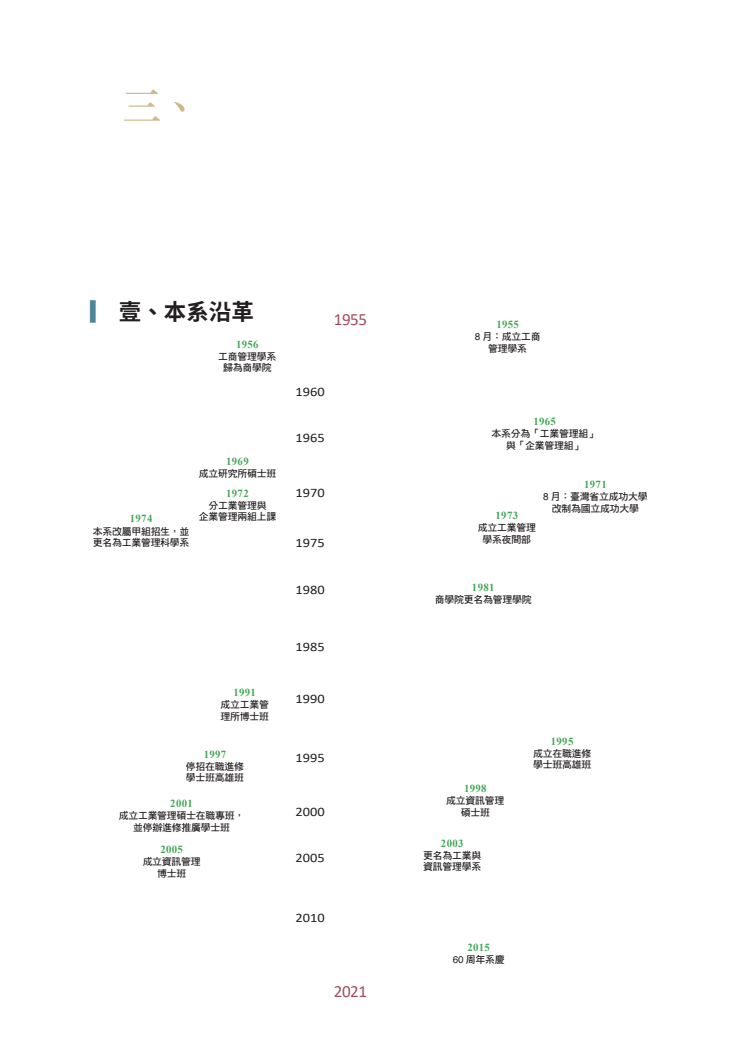 三、
壹、本系沿革
1955
1955
8 月：成立工商
管理學系
1956
工商管理學系
歸為商學院
1960
1965
1965
本系分為「工業管理組」
與「企業管理組」
1969
成立研究所碩士班
1970
1971
8 月：臺灣省立成功大學
改制為國立成功大學
1972
分工業管理與
企業管理兩組上課
1973
成立工業管理
學系夜間部
1974
本系改屬甲組招生，並
更名為工業管理科學系
1975
1980
1981
商學院更名為管理學院
1985
1990
1991
成立工業管
理所博士班
1995
1995
成立在職進修
學士班高雄班
1997
停招在職進修
學士班高雄班
1998
成立資訊管理
碩士班
2000
2001
成立工業管理碩士在職專班，
並停辦進修推廣學士班
2003
更名為工業與
資訊管理學系
2005
2005
成立資訊管理
博士班
2010
2015
60 周年系慶
2021